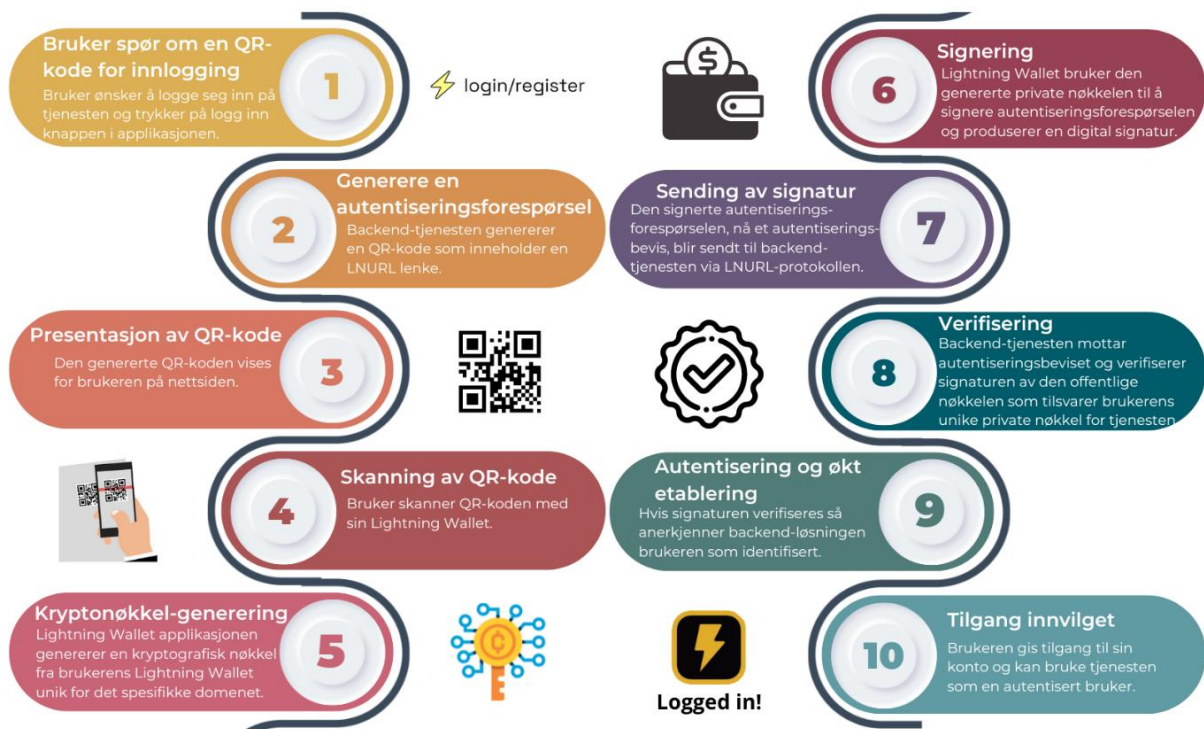 Bruker spør om en QR-
kode for innlogging
Bruker ønsker å logge seg inn på
tjenesten og trykker på logg inn
knappen i applikasjonen.
1
login/register
2
Generere en
autentiseringsforespørsel
Backend-tjenesten genererer
en QR-kode som inneholder en
LNURL lenke.
Presentasjon av QR-kode
Den genererte QR-koden vises
for brukeren på nettsiden.
3
4
Skanning av QR-kode
Bruker skanner QR-koden med
sin Lightning Wallet.
Kryptonøkkel-generering
Lightning Wallet applikasjonen
genererer en kryptografisk nøkkel
fra brukerens Lightning Wallet
unik for det spesifikke domenet.
5
$
6
Signering
Lightning Wallet bruker den
genererte private nøkkelen til å
signere autentiseringsforespørselen
og produserer en digital signatur.
Sending av signatur
Den signerte autentiserings-
forespørselen, nå et autentiserings-
bevis, blir sendt til backend-
tjenesten via LNURL-protokollen.
7
8
Verifisering
Backend-tjenesten mottar
autentiseringsbeviset og verifiserer
signaturen av den offentlige
nøkkelen som tilsvarer brukerens
unike private nøkkel for tjenesten
Autentisering og økt
etablering
Hvis signaturen verifiseres så
anerkjenner backend-løsningen
brukeren som identifisert.
9
Logged in!
10
Tilgang innvilget
Brukeren gis tilgang til sin
konto og kan bruke tjenesten
som en autentisert bruker.